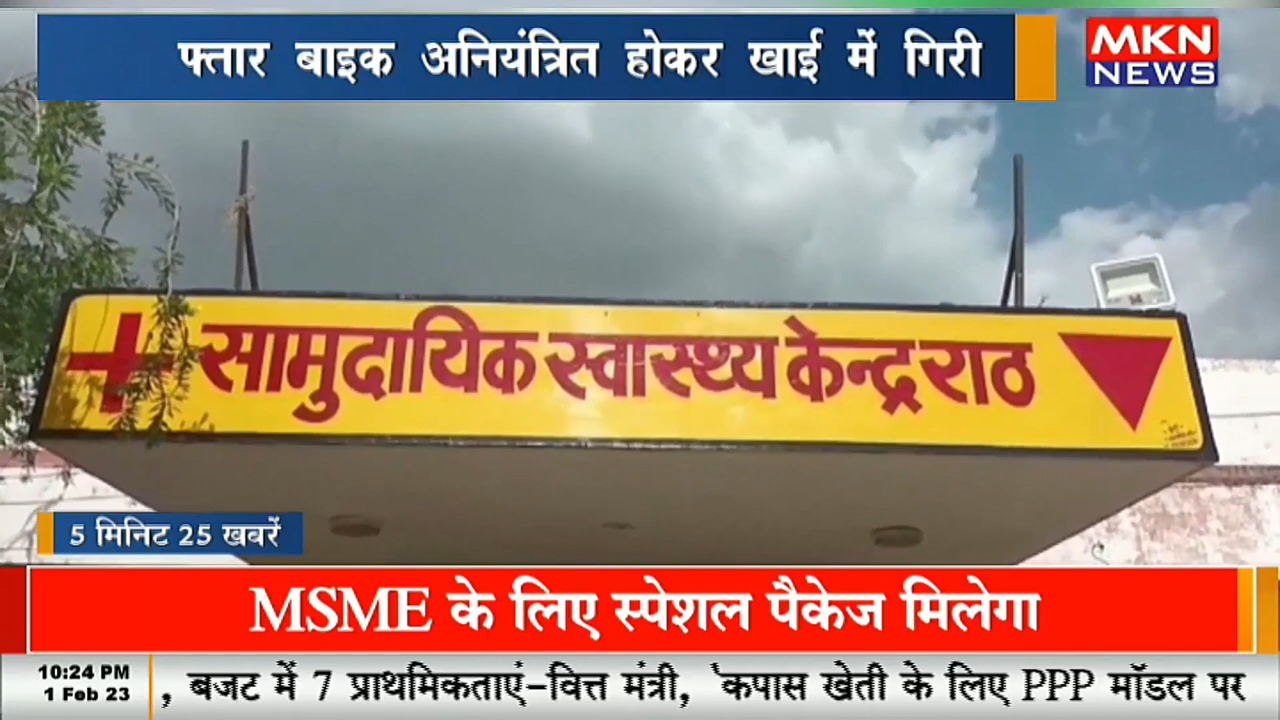 फ्तार बाइक अनियंत्रित होकर खाई में गिरी
MKN
NEWS
सामुदायिक स्वास्थ्य केन्द्र राठ
5 मिनिट 25 खबरें
MSME के लिए स्पेशल पैकेज मिलेगा
10:24 PM
1 Feb 23
, बजट में 7 प्राथमिकताएं-वित्त मंत्री, 'कपास खेती के लिए PPP मॉडल पर